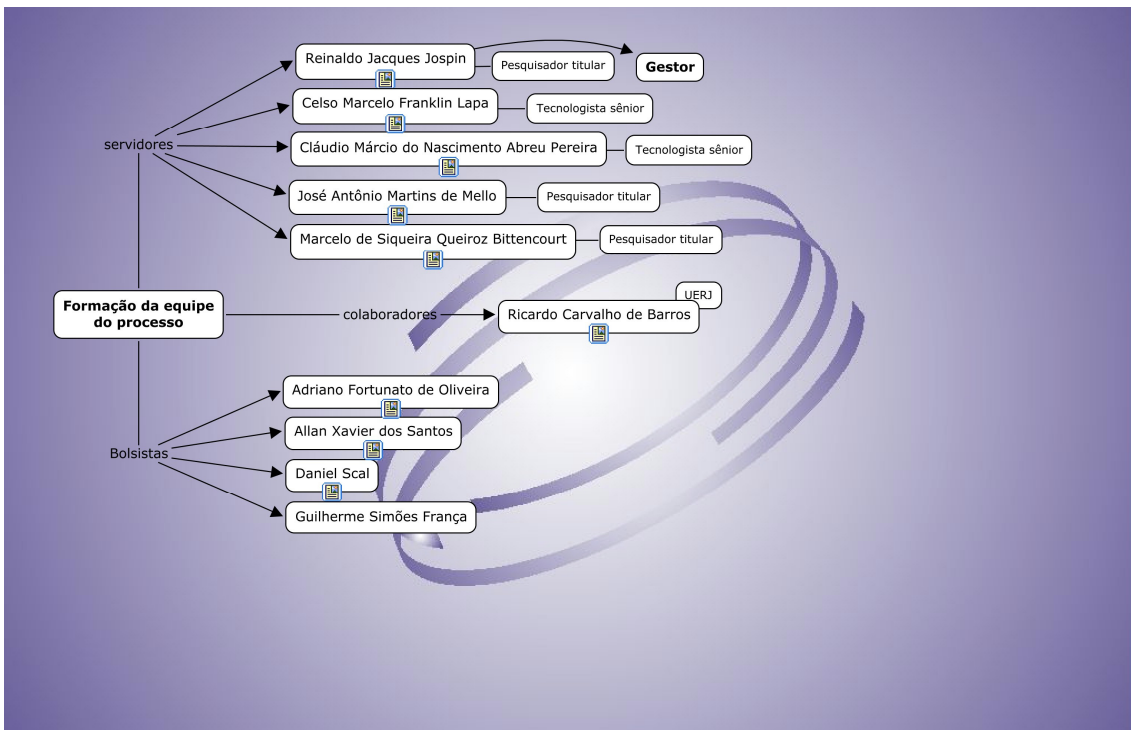 Reinaldo Jacques Jospin
Pesquisador titular
Gestor
Celso Marcelo Franklin Lapa
Tecnologista sênior
servidores
Cláudio Márcio do Nascimento Abreu Pereira
Tecnologista sênior
José Antônio Martins de Mello
Pesquisador titular
Marcelo de Siqueira Queiroz Bittencourt
Pesquisador titular
Formação da equipe
do processo
colaboradores
UERJ
Ricardo Carvalho de Barros
Adriano Fortunato de Oliveira
Allan Xavier dos Santos
Bolsistas
Daniel Scal
Guilherme Simões França